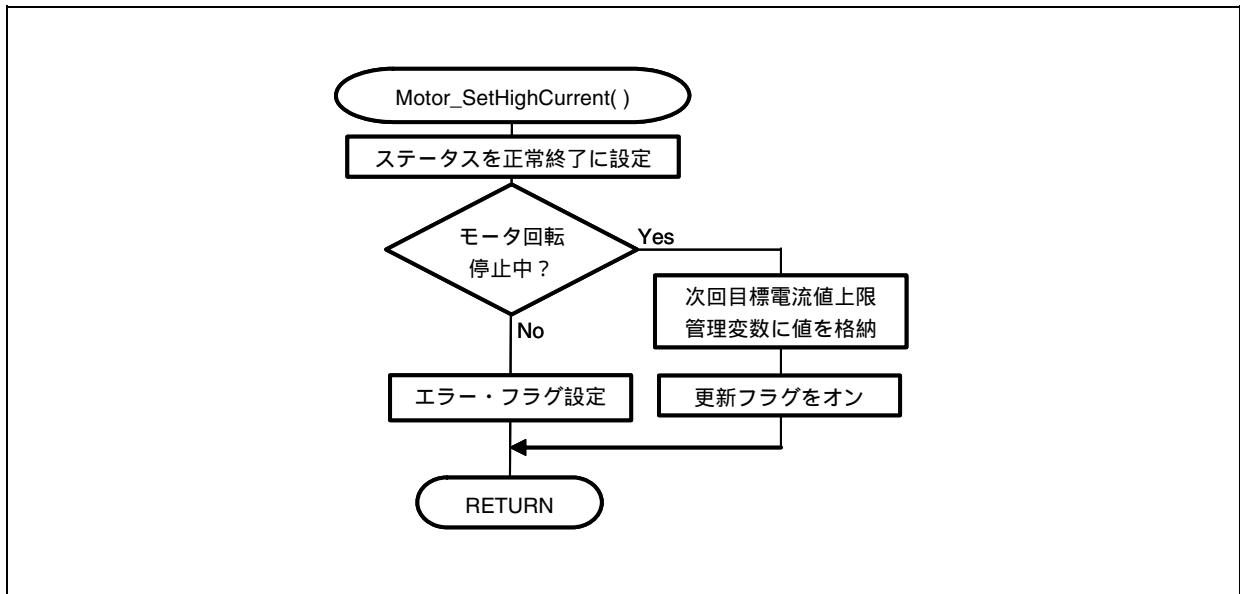 Motor_SetHighCurrent( )
ステータスを正常終了に設定
モータ回転
停止中？
Yes
次回目標電流値上限
管理変数に値を格納
No
エラー・フラグ設定
更新フラグをオン
RETURN